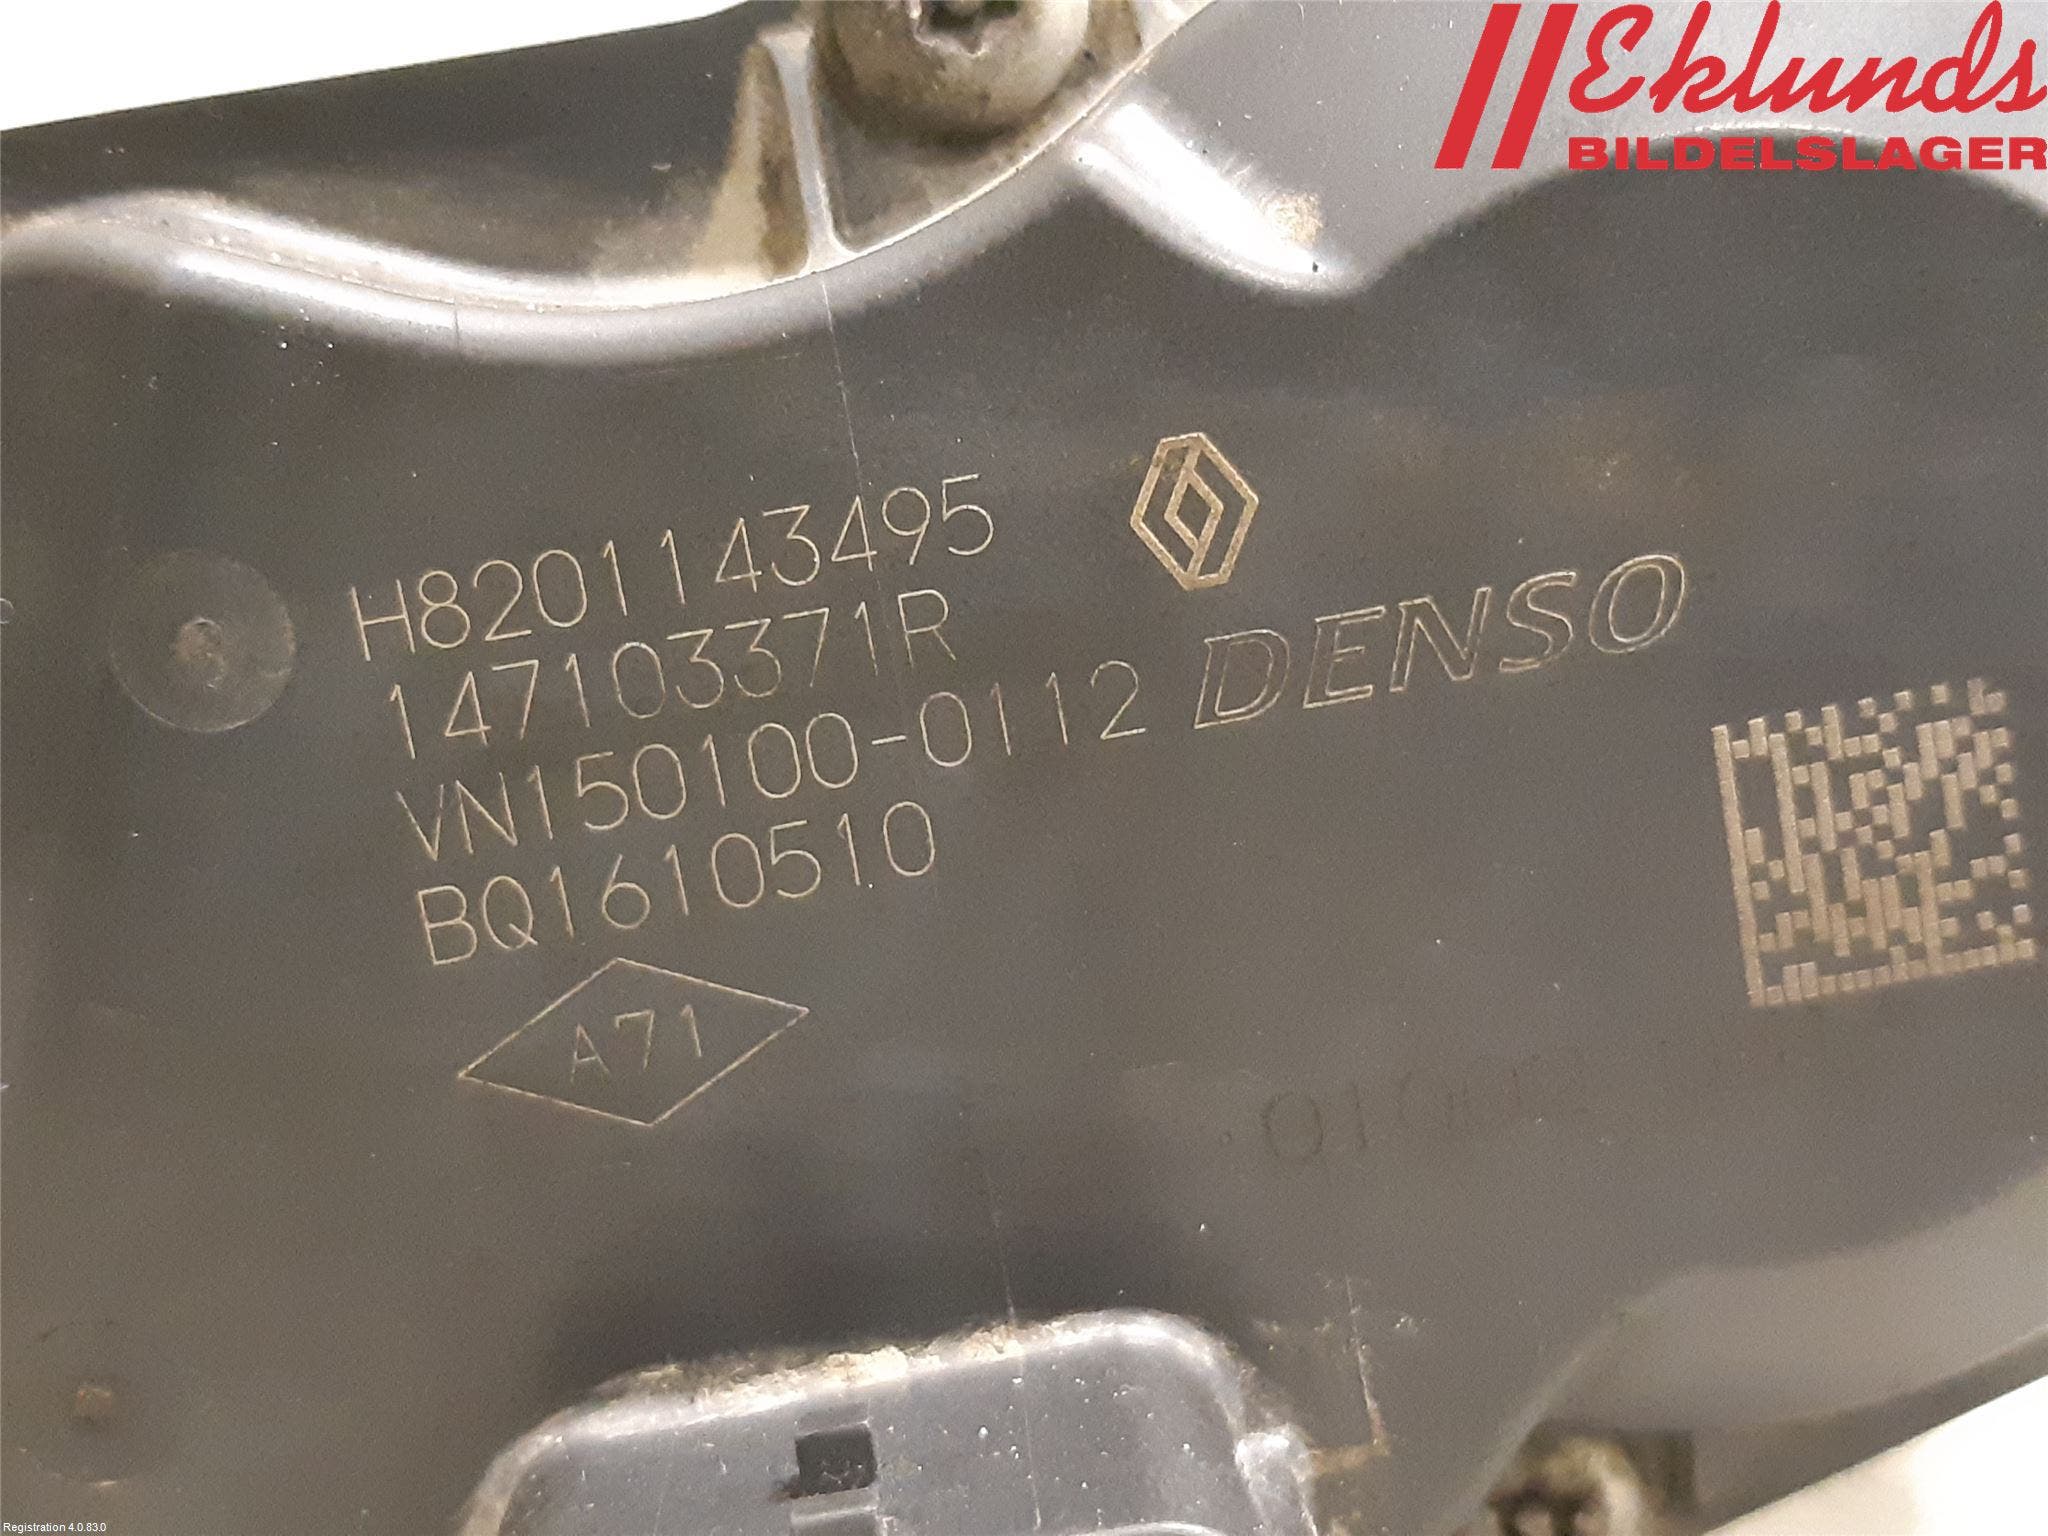 Eklunds
BILDELSLAGER
H8201143495
147103371R
VN150100-0112 DENSO
BQ1610510
A71
Registration 4.0.83.0